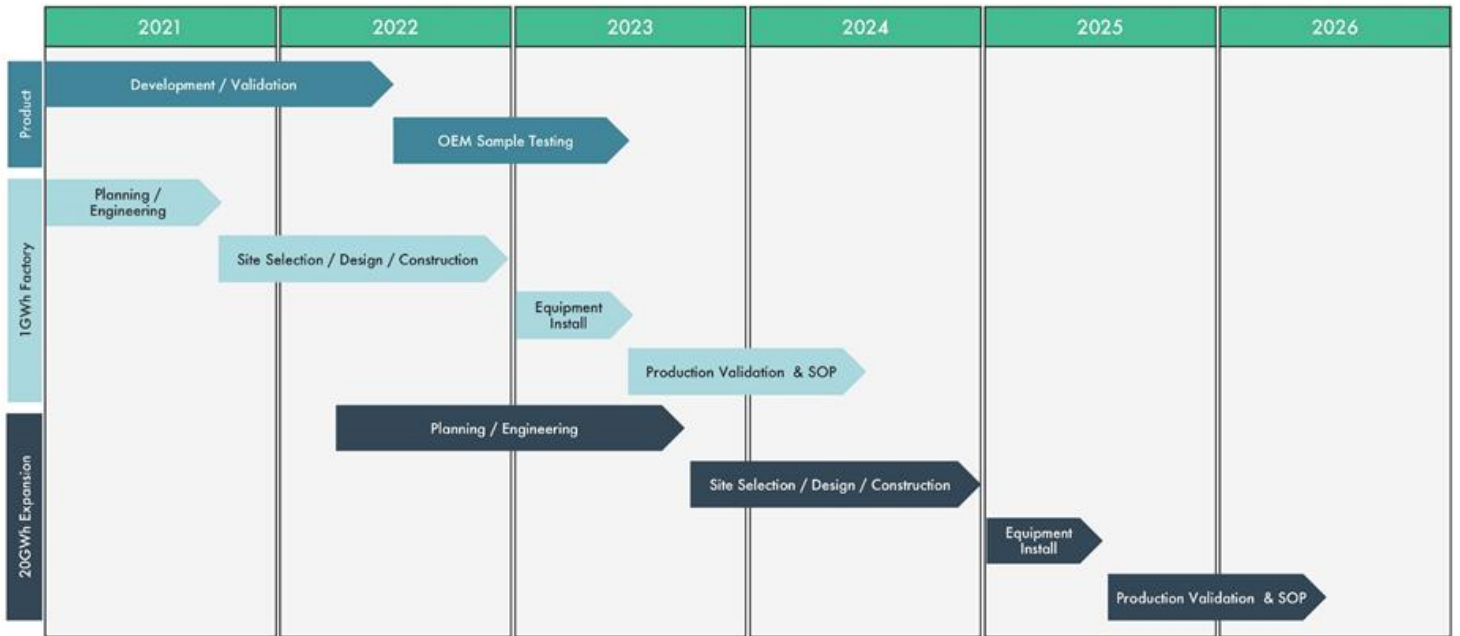 2021
2022
2023
2024
2025
2026
Product
Development / Validation
OEM Sample Testing
1GWh Factory
Planning /
Engineering
Site Selection / Design / Construction
Equipment
Install
Production Validation & SOP
20GWh Expansion
Planning / Engineering
Site Selection / Design / Construction
Equipment
Install
Production Validation & SOP